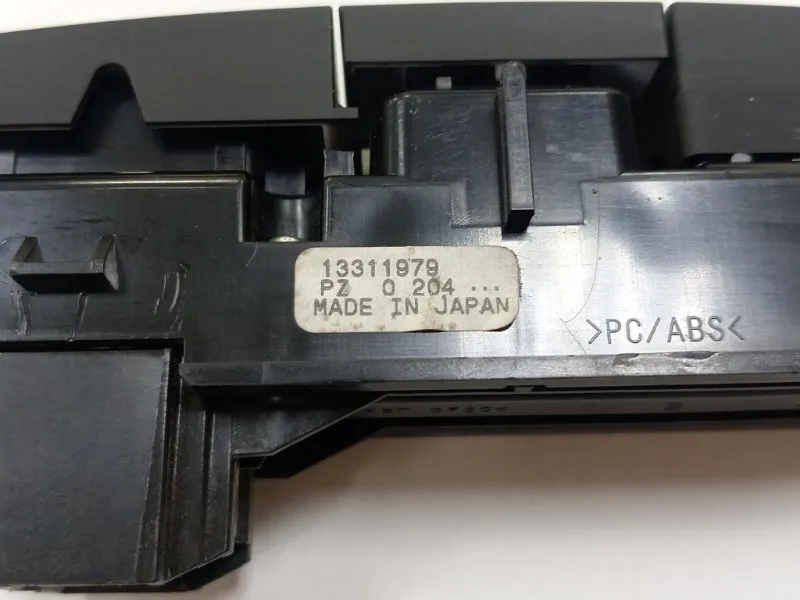 13311979
PZ 0 204 ...
MADE IN JAPAN
>PC/ABS<